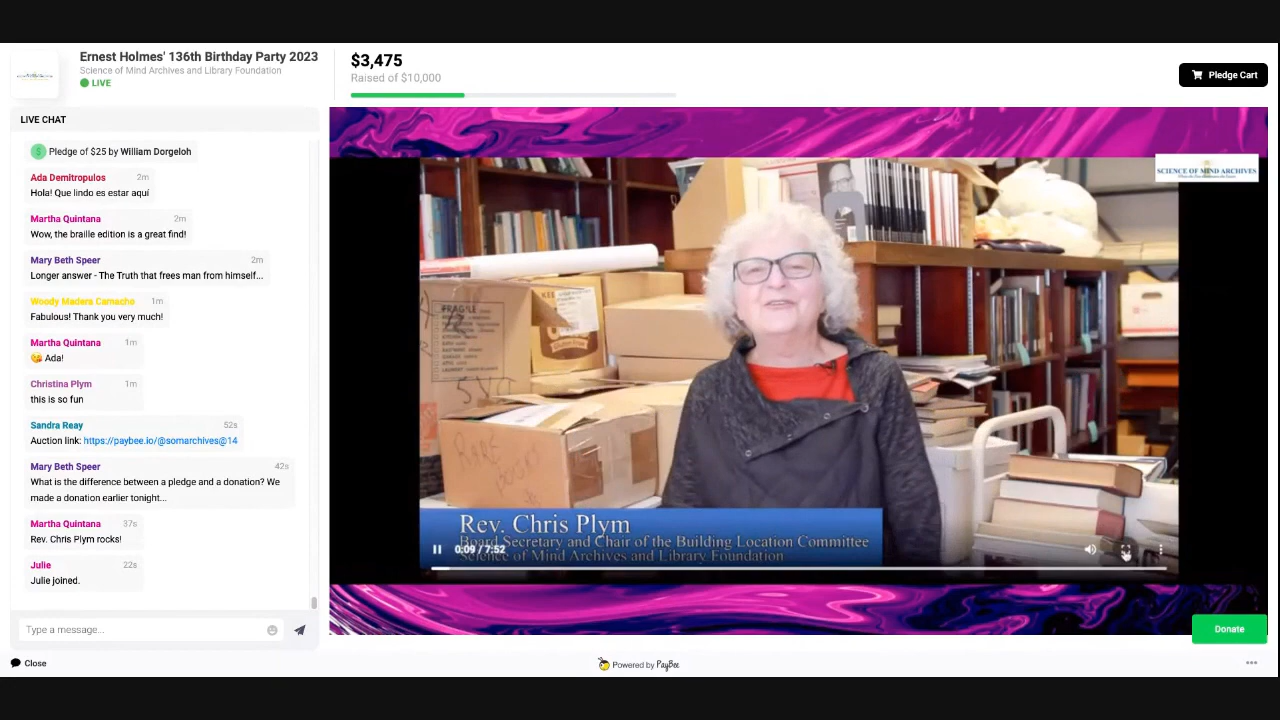 Ernest Holmes' 136th Birthday Party 2023
Science of Mind Archives and Library Foundation
LIVE
$3,475
Raised of $10,000
Pledge Cart
LIVE CHAT
$ Pledge of $25 by William Dorgeloh
Ada Demitropulos 2m
Hola! Que lindo es estar aquí
Martha Quintana 2m
Wow, the braille edition is a great find!
Mary Beth Speer 2m
Longer answer - The Truth that frees man from himself...
Woody Madera Camacho 1m
Fabulous! Thank you very much!
Martha Quintana 1m
😘 Ada!
Christina Plym 1m
this is so fun
Sandra Reay 52s
Auction link: https://paybee.io/@somarchives@14
Mary Beth Speer 42s
What is the difference between a pledge and a donation? We
made a donation earlier tonight...
Martha Quintana 37s
Rev. Chris Plym rocks!
Julie 22s
Julie joined.
Type a message...
Close
SCIENCE OF MIND ARCHIVES
FRAGILE
RARE
BOOKS
Rev. Chris Plym
Board Secretary and Chair of the Building Location Committee
Science of Mind Archives and Library Foundation
0:09 / 7:52
Donate
Powered by PayBee